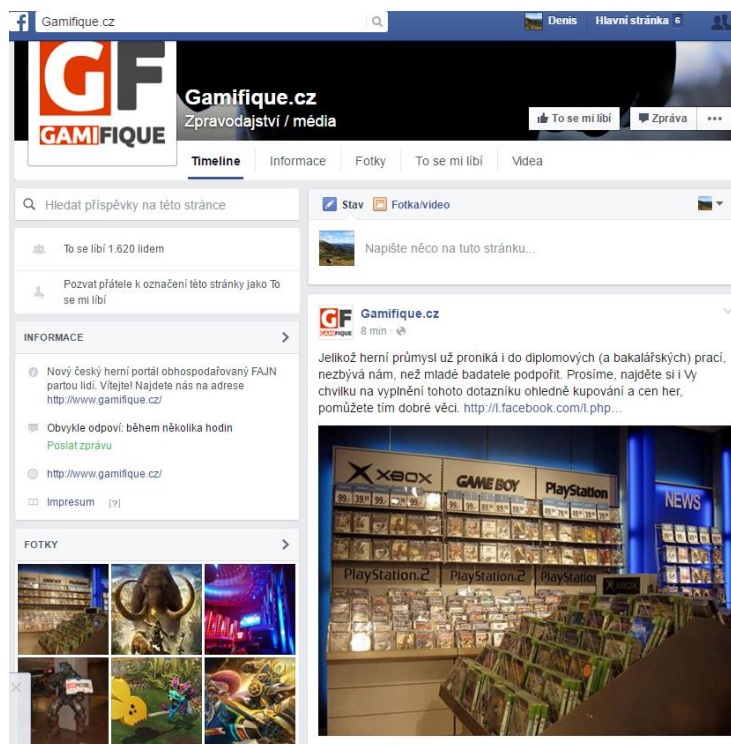 Gamifique.cz
Denis
Hlavní stránka 6
GF
GAMIFIQUE
Gamifique.cz
Zpravodajství / média
To se mi líbí
Zpráva
Timeline
Informace
Fotky
To se mi líbí
Videa
Hledat příspěvky na této stránce
To se líbí 1.620 lidem
Pozvat přátele k označení této stránky jako To
se mi líbí
INFORMACE
Nový český herní portál obhospodařovaný FAJN
partou lidí. Vítejte! Najdete nás na adrese
http://www.gamifique.cz/
Obvykle odpoví: během několika hodin
Poslat zprávu
http://www.gamifique.cz/
Impresum [?]
FOTKY
Stav
Fotka/video
Napište něco na tuto stránku...
GF
GAMIFIQUE
Gamifique.cz
8 min
Jelikož herní průmysl už proniká i do diplomových (a bakalářských) prací,
nezbývá nám, než mladé badatele podpořit. Prosíme, najděte si i Vy
chvilku na vyplnění tohoto dotazníku ohledně kupování a cen her,
pomůžete tím dobré věci. http://l.facebook.com/l.php...
XBOX
GAME BOY
PlayStation
NEWS
PlayStation.2
PlayStation.2
PlayStation
XBOX